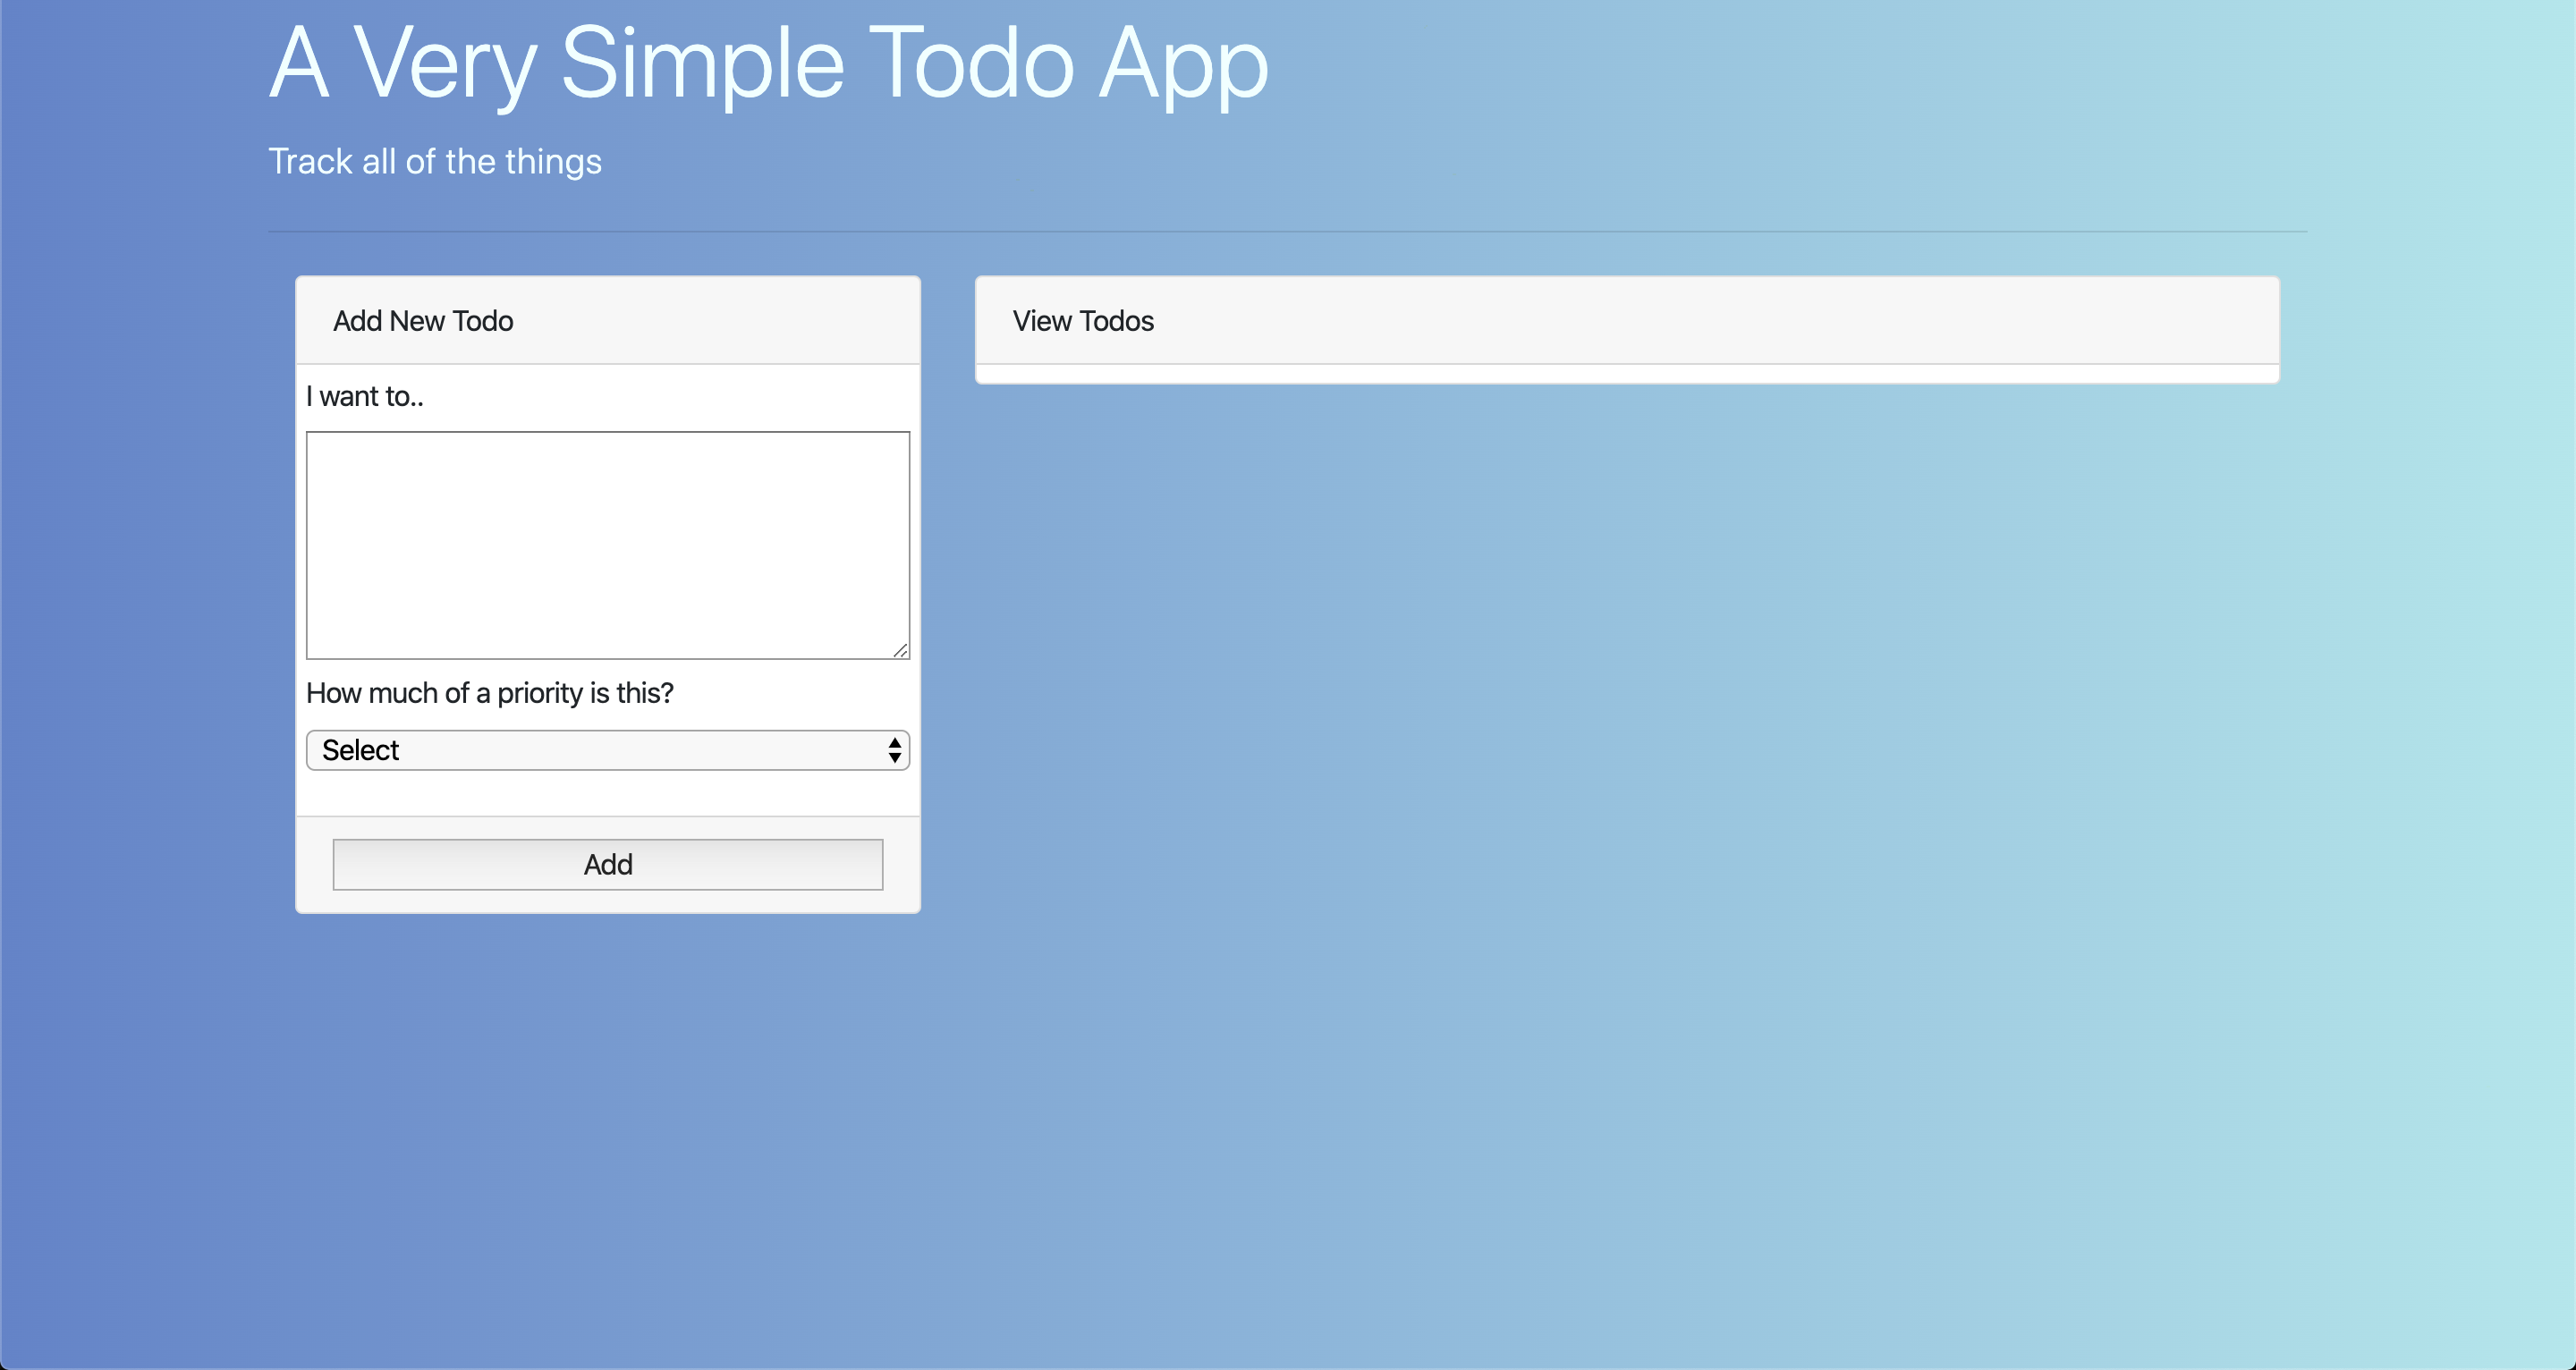 A Very Simple Todo App
Track all of the things
Add New Todo
I want to..
How much of a priority is this?
Select
Add
View Todos